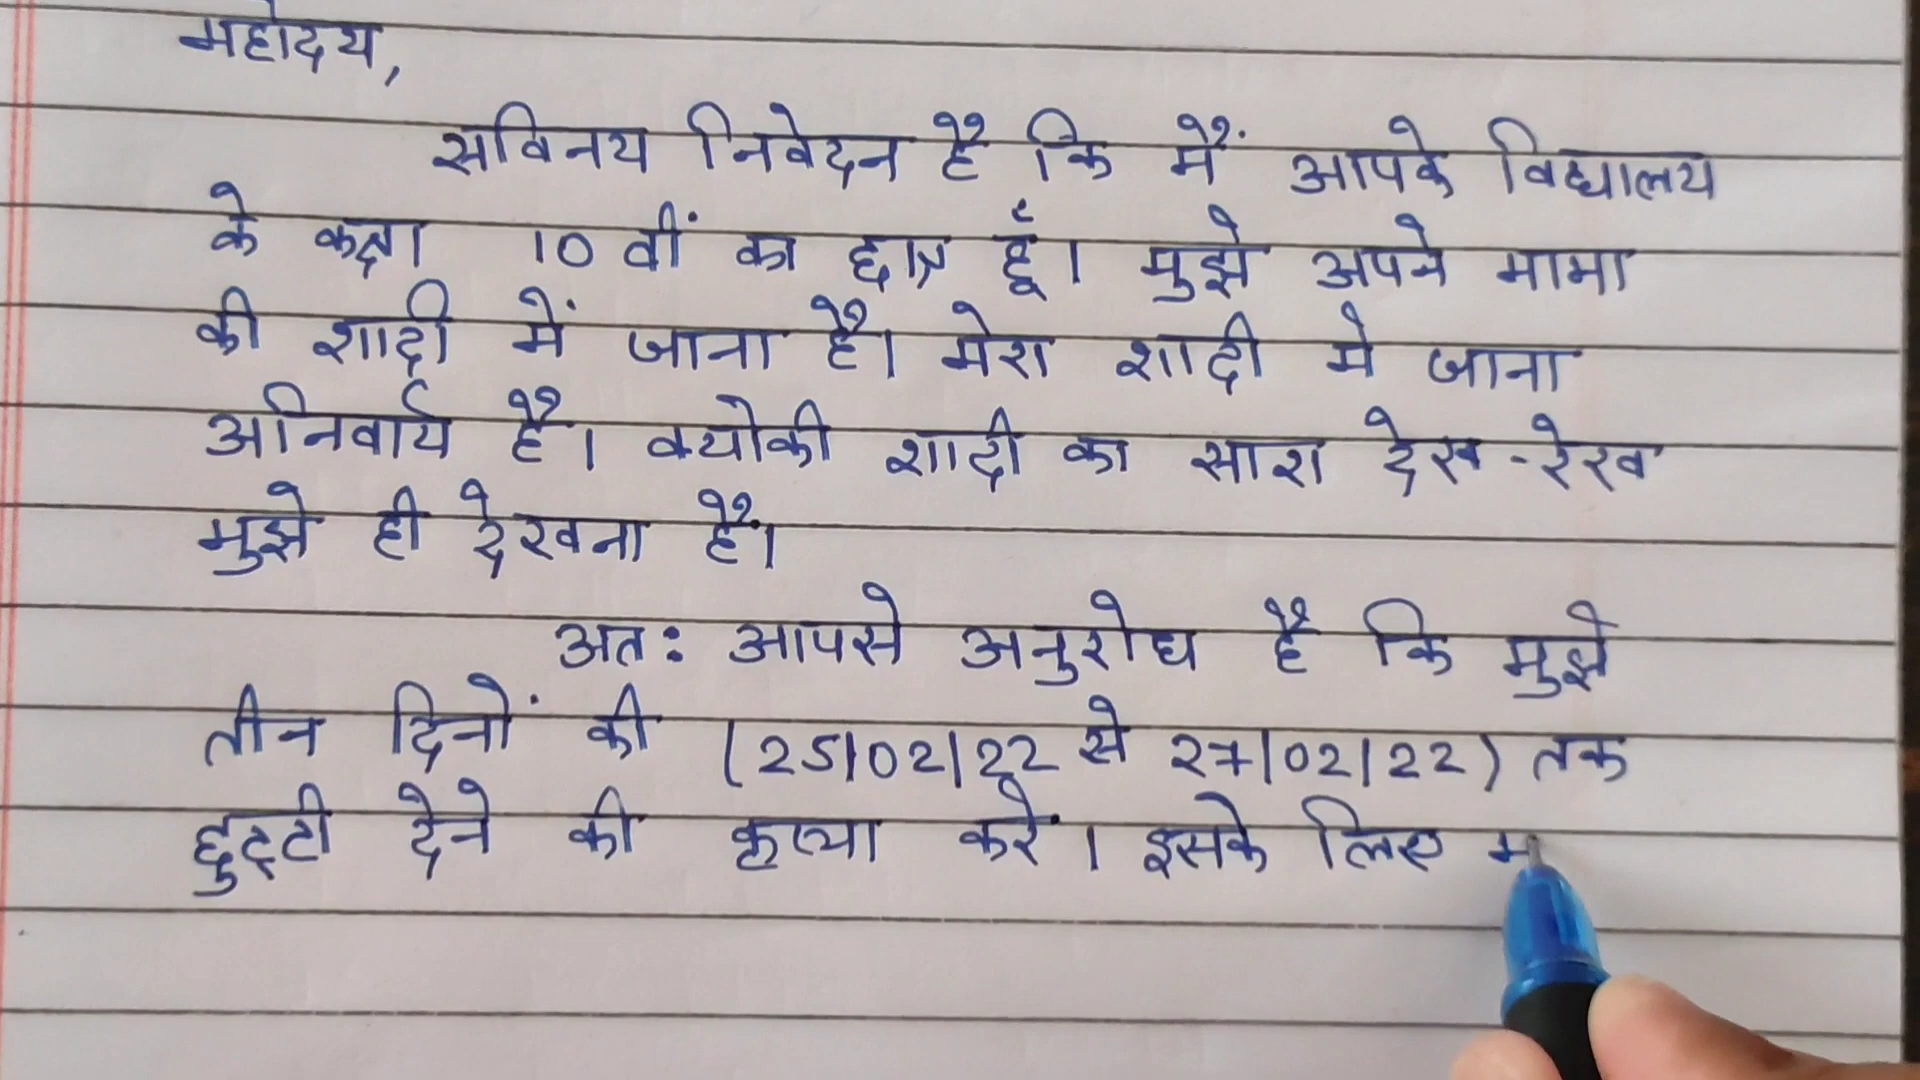 महोदय,
सविनय निवेदन है कि मैं आपके विद्यालय
के कक्षा 10 वीं का छात्र हूँ। मुझे अपने मामा
की शादी में जाना है। मेरा शादी मे जाना
अनिवार्य है। क्योकी शादी का सारा देख-रेख
मुझे ही देखना है।
अत: आपसे अनुरोध है कि मुझे
तीन दिनों की (25/02/22 से 27/02/22) तक
छुट्टी देने की कृप्या करें। इसके लिए म